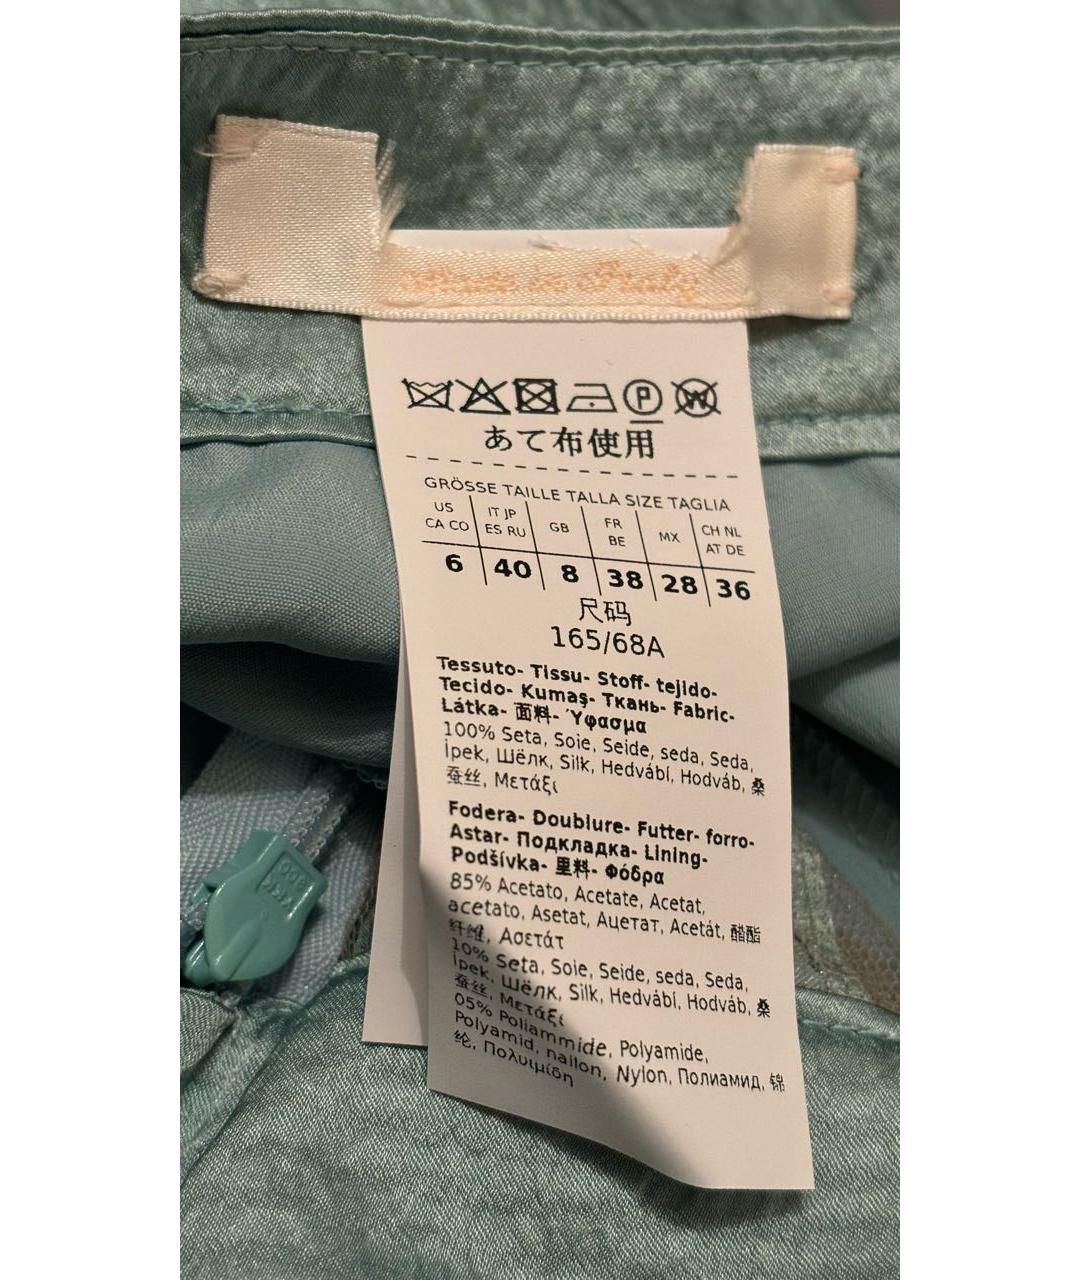 Made in Italy
P W
あて布使用
GRÖSSE TAILLE TALLA SIZE TAGLIA
US CA CO IT JP ES RU GB FR BE MX CH NL AT DE
6 40 8 38 28 36
尺码
165/68A
Tessuto- Tissu- Stoff- tejido-
Tecido- Kumaş- Ткань- Fabric-
Látka- 面料- Ύφασμα
100% Seta, Soie, Seide, seda, Seda,
İpek, Шёлк, Silk, Hedvábí, Hodváb, 桑
蚕丝, Μετάξι
Fodera- Doublure- Futter- forro-
Astar- Подкладка- Lining-
Podšívka- 里料- Φόδρα
85% Acetato, Acetate, Acetat,
acetato, Asetat, Ацетат, Acetát, 醋酯
纤维, Ασετάτ
10% Seta, Soie, Seide, seda, Seda,
İpek, Шёлк, Silk, Hedvábí, Hodváb, 桑
蚕丝, Μετάξι
05% Poliammide, Polyamide,
Polyamid, nailon, Nylon, Полиамид, 锦
纶, Πολυιμίδη
YKK